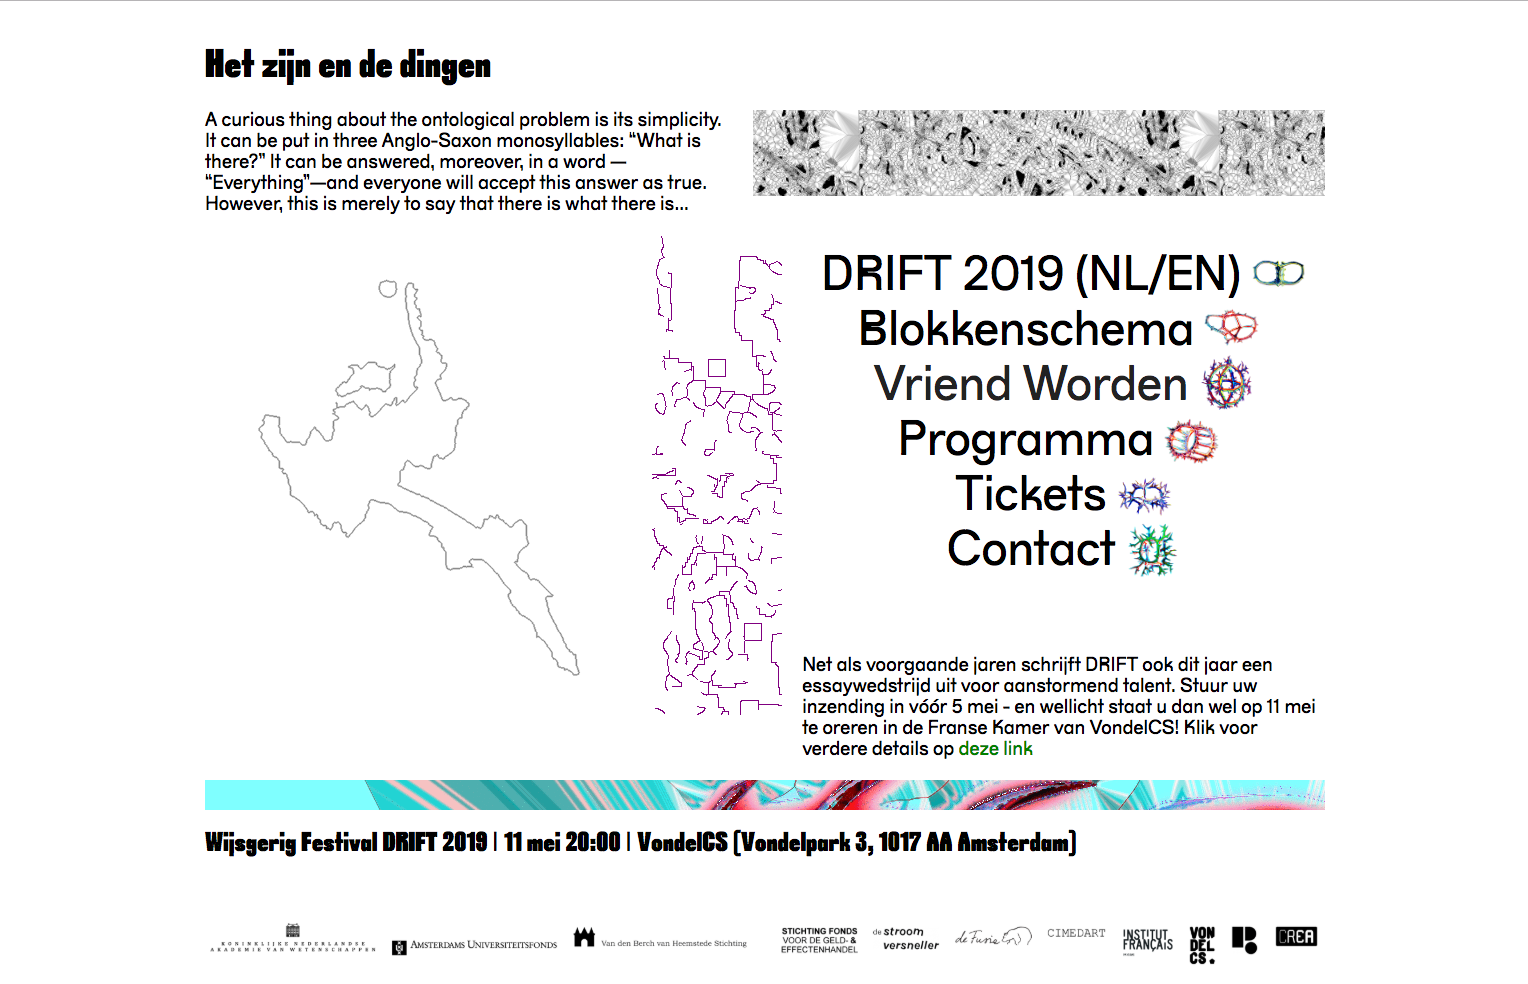 Het zijn en de dingen
A curious thing about the ontological problem is its simplicity.
It can be put in three Anglo-Saxon monosyllables: “What is
there?” It can be answered, moreover, in a word —
“Everything”—and everyone will accept this answer as true.
However, this is merely to say that there is what there is...
DRIFT 2019 (NL/EN)
Blokkenschema
Vriend Worden
Programma
Tickets
Contact
Net als voorgaande jaren schrijft DRIFT ook dit jaar een
essaywedstrijd uit voor aanstormend talent. Stuur uw
inzending in vóór 5 mei - en wellicht staat u dan wel op 11 mei
te oreren in de Franse Kamer van VondelCS! Klik voor
verdere details op deze link
Wijsgerig Festival DRIFT 2019 | 11 mei 20:00 | VondelCS (Vondelpark 3, 1017 AA Amsterdam)
KONINKLIJKE NEDERLANDSE
AKADEMIE VAN WETENSCHAPPEN
AMSTERDAMS UNIVERSITEITSFONDS
Van den Berch van Heemstede Stichting
STICHTING FONDS
VOOR DE GELD- &
EFFECTENHANDEL
de stroom
versneller
de Furie
CIMEDART
INSTITUT
FRANÇAIS
VON
DEL
CS.
CREA